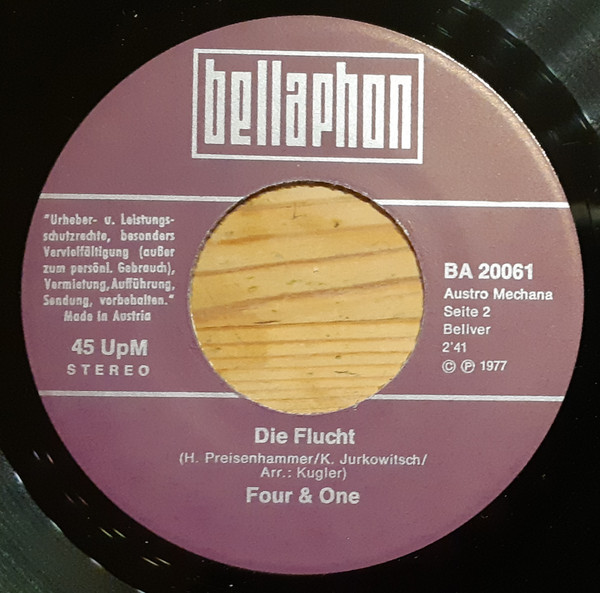 bellaphon
"Urheber- u. Leistungs-
schutzrechte, besonders
Vervielfältigung (außer
zum persönl. Gebrauch),
Vermietung, Aufführung,
Sendung, vorbehalten."
Made in Austria
45 UpM
STEREO
BA 20061
Austro Mechana
Seite 2
Bellver
2'41
© ℗ 1977
Die Flucht
(H. Preisenhammer/K. Jurkowitsch/
Arr.: Kugler)
Four & One